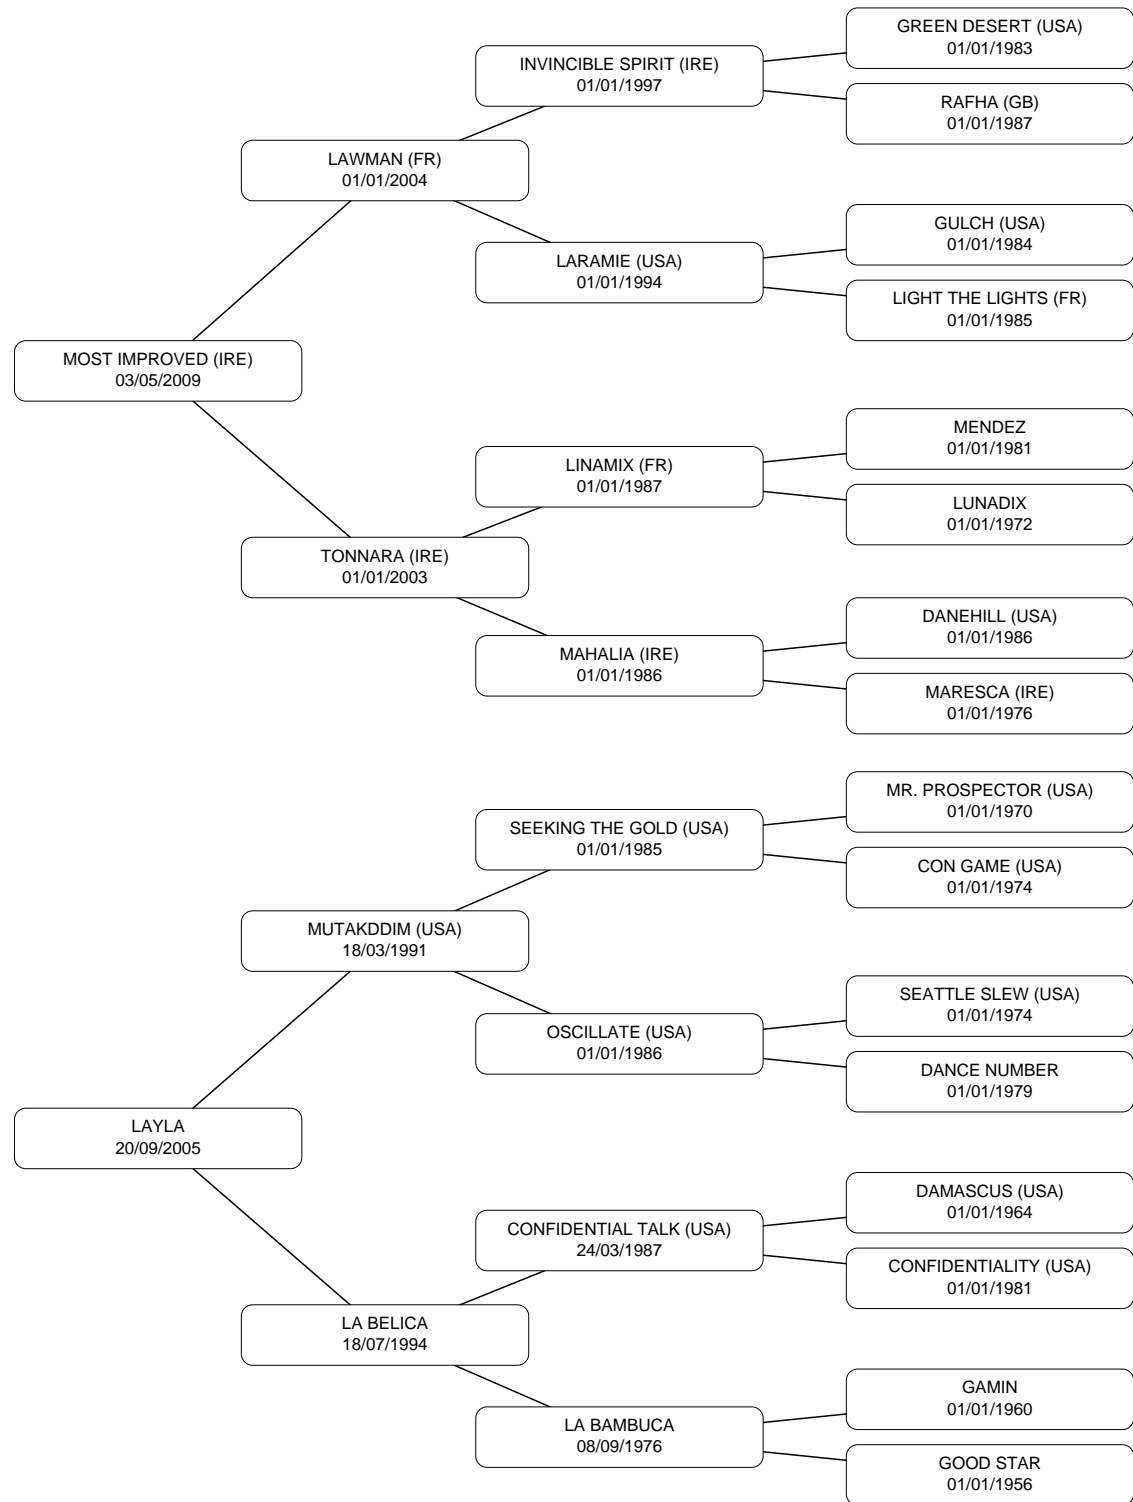 GREEN DESERT (USA)
01/01/1983
INVINCIBLE SPIRIT (IRE)
01/01/1997
RAFHA (GB)
01/01/1987
LAWMAN (FR)
01/01/2004
GULCH (USA)
01/01/1984
LARAMIE (USA)
01/01/1994
LIGHT THE LIGHTS (FR)
01/01/1985
MOST IMPROVED (IRE)
03/05/2009
MENDEZ
01/01/1981
LINAMIX (FR)
01/01/1987
LUNADIX
01/01/1972
TONNARA (IRE)
01/01/2003
DANEHILL (USA)
01/01/1986
MAHALIA (IRE)
01/01/1986
MARESCA (IRE)
01/01/1976
MR. PROSPECTOR (USA)
01/01/1970
SEEKING THE GOLD (USA)
01/01/1985
CON GAME (USA)
01/01/1974
MUTAKDDIM (USA)
18/03/1991
SEATTLE SLEW (USA)
01/01/1974
OSCILLATE (USA)
01/01/1986
DANCE NUMBER
01/01/1979
LAYLA
20/09/2005
DAMASCUS (USA)
01/01/1964
CONFIDENTIAL TALK (USA)
24/03/1987
CONFIDENTIALITY (USA)
01/01/1981
LA BELICA
18/07/1994
GAMIN
01/01/1960
LA BAMBUCA
08/09/1976
GOOD STAR
01/01/1956